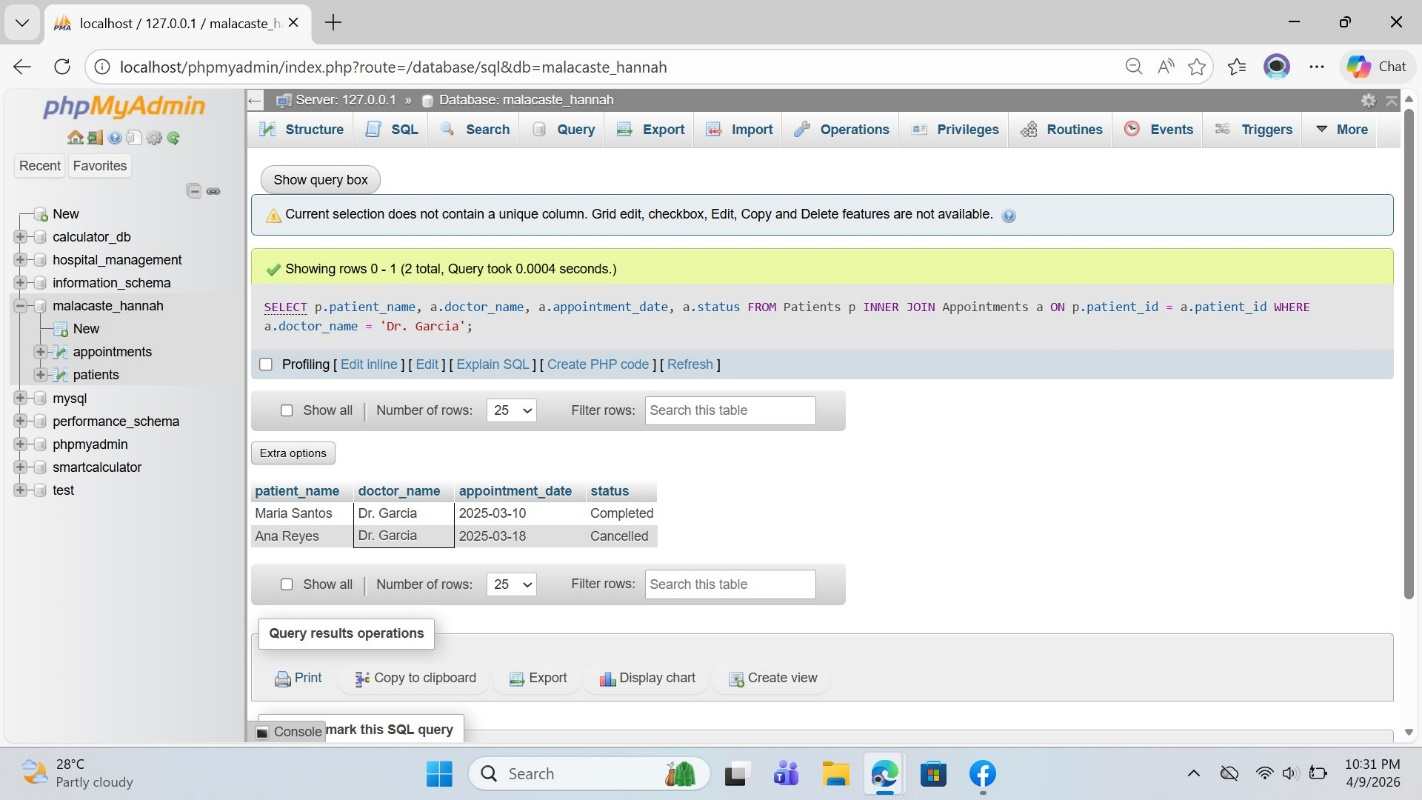 localhost / 127.0.0.1 / malacaste_h
localhost/phpmyadmin/index.php?route=/database/sql&db=malacaste_hannah
Chat
phpMyAdmin
Recent Favorites
New
calculator_db
hospital_management
information_schema
malacaste_hannah
New
appointments
patients
mysql
performance_schema
phpmyadmin
smartcalculator
test
Server: 127.0.0.1 » Database: malacaste_hannah
Structure SQL Search Query Export Import Operations Privileges Routines Events Triggers More
Show query box
Current selection does not contain a unique column. Grid edit, checkbox, Edit, Copy and Delete features are not available.
Showing rows 0 - 1 (2 total, Query took 0.0004 seconds.)
SELECT p.patient_name, a.doctor_name, a.appointment_date, a.status FROM Patients p INNER JOIN Appointments a ON p.patient_id = a.patient_id WHERE
a.doctor_name = 'Dr. Garcia';
Profiling [ Edit inline ] [ Edit ] [ Explain SQL ] [ Create PHP code ] [ Refresh ]
Show all Number of rows: 25 Filter rows: Search this table
Extra options
patient_name doctor_name appointment_date status
Maria Santos Dr. Garcia 2025-03-10 Completed
Ana Reyes Dr. Garcia 2025-03-18 Cancelled
Show all Number of rows: 25 Filter rows: Search this table
Query results operations
Print Copy to clipboard Export Display chart Create view
Console mark this SQL query
28°C
Partly cloudy
Search
10:31 PM
4/9/2026